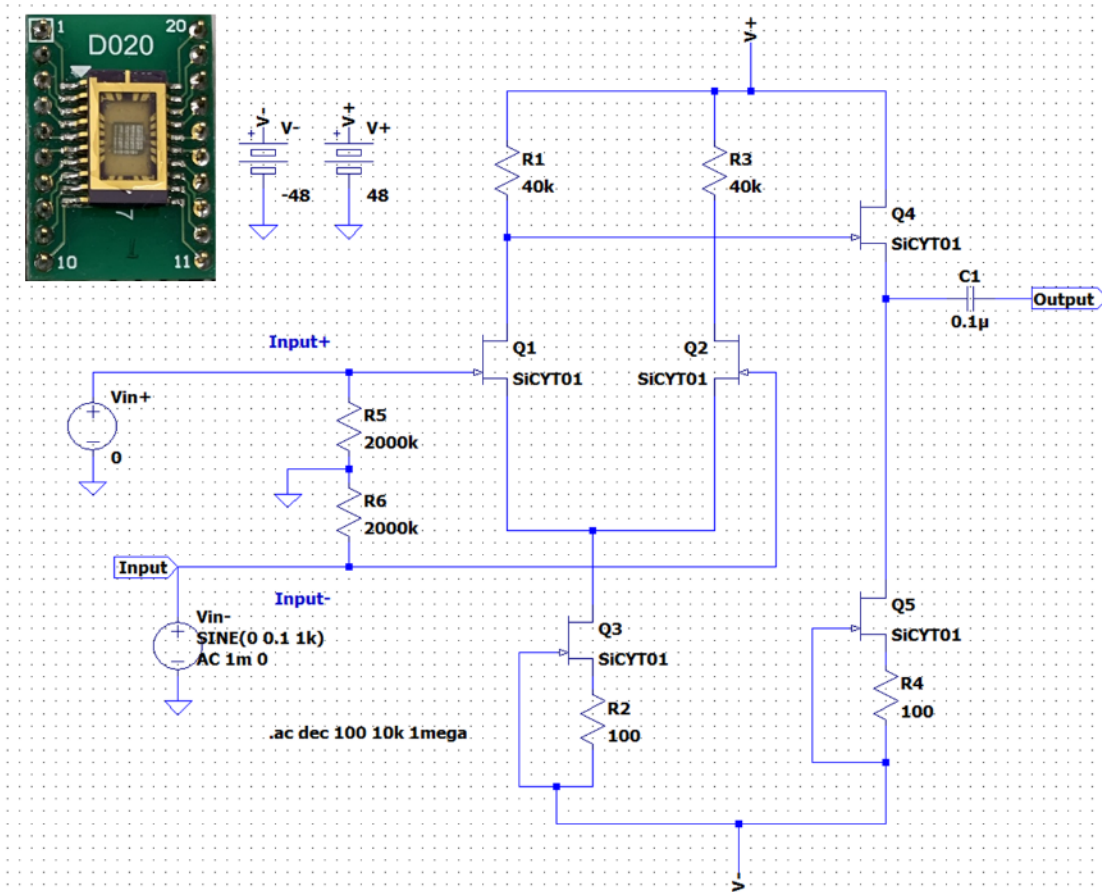 1
20
D020
7
10
11
V-
V-
-48
V+
V+
48
V+
R1
40k
R3
40k
Q4
SiCYT01
C1
0.1µ
Output
Input+
Q1
SiCYT01
Q2
SiCYT01
Vin+
0
R5
2000k
R6
2000k
Input
Input-
Vin-
SINE(0 0.1 1k)
AC 1m 0
Q3
SiCYT01
Q5
SiCYT01
R2
100
R4
100
.ac dec 100 10k 1mega
V-